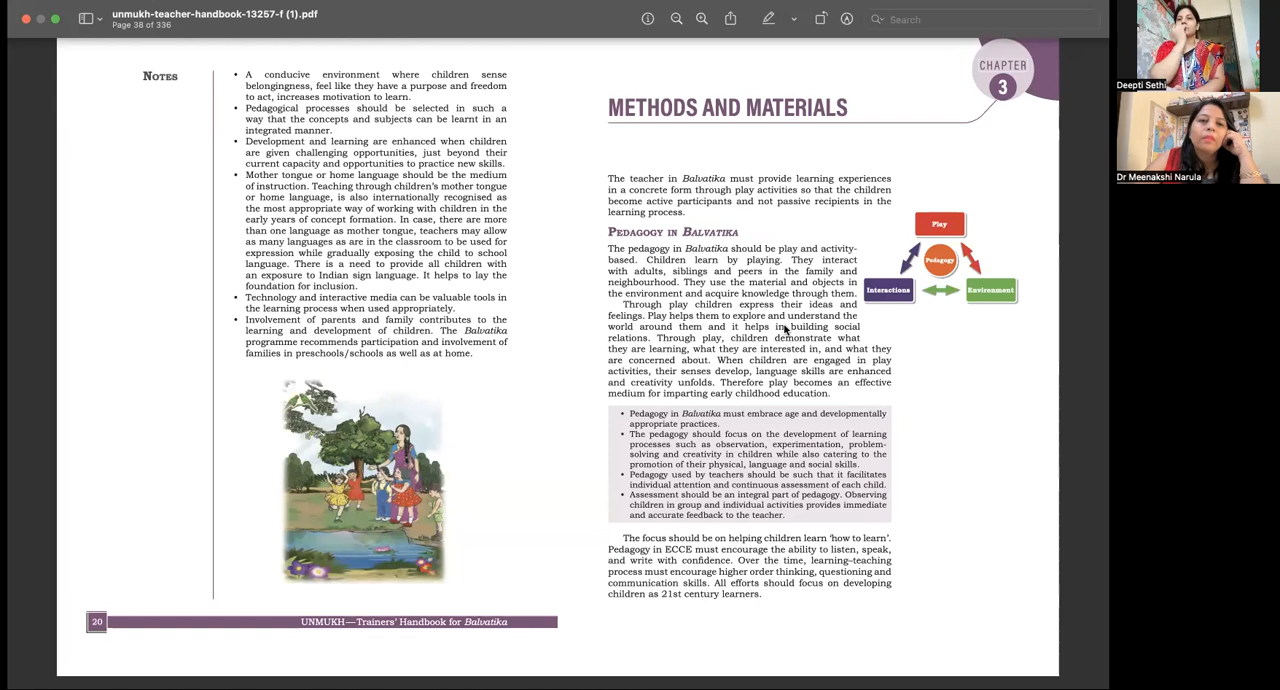 unmukh-teacher-handbook-13257-f (1).pdf
Page 38 of 336
Search
NOTES
• A conducive environment where children sense
belongingness, feel like they have a purpose and freedom
to act, increases motivation to learn.
• Pedagogical processes should be selected in such a
way that the concepts and subjects can be learnt in an
integrated manner.
• Development and learning are enhanced when children
are given challenging opportunities, just beyond their
current capacity and opportunities to practice new skills.
• Mother tongue or home language should be the medium
of instruction. Teaching through children's mother tongue
or home language, is also internationally recognised as
the most appropriate way of working with children in the
early years of concept formation. In case, there are more
than one language as mother tongue, teachers may allow
as many languages as are in the classroom to be used for
expression while gradually exposing the child to school
language. There is a need to provide all children with
an exposure to Indian sign language. It helps to lay the
foundation for inclusion.
• Technology and interactive media can be valuable tools in
the learning process when used appropriately.
• Involvement of parents and family contributes to the
learning and development of children. The Balvatika
programme recommends participation and involvement of
families in preschools/schools as well as at home.
20
UNMUKH—Trainers' Handbook for Balvatika
CHAPTER
3
METHODS AND MATERIALS
The teacher in Balvatika must provide learning experiences
in a concrete form through play activities so that the children
become active participants and not passive recipients in the
learning process.
PEDAGOGY IN BALVATIKA
The pedagogy in Balvatika should be play and activity-
based. Children learn by playing. They interact
with adults, siblings and peers in the family and
neighbourhood. They use the material and objects in
the environment and acquire knowledge through them.
Through play children express their ideas and
feelings. Play helps them to explore and understand the
world around them and it helps in building social
relations. Through play, children demonstrate what
they are learning, what they are interested in, and what they
are concerned about. When children are engaged in play
activities, their senses develop, language skills are enhanced
and creativity unfolds. Therefore play becomes an effective
medium for imparting early childhood education.
Play
Pedagogy
Interactions
Environment
• Pedagogy in Balvatika must embrace age and developmentally
appropriate practices.
• The pedagogy should focus on the development of learning
processes such as observation, experimentation, problem-
solving and creativity in children while also catering to the
promotion of their physical, language and social skills.
• Pedagogy used by teachers should be such that it facilitates
individual attention and continuous assessment of each child.
• Assessment should be an integral part of pedagogy. Observing
children in group and individual activities provides immediate
and accurate feedback to the teacher.
The focus should be on helping children learn 'how to learn'.
Pedagogy in ECCE must encourage the ability to listen, speak,
and write with confidence. Over the time, learning–teaching
process must encourage higher order thinking, questioning and
communication skills. All efforts should focus on developing
children as 21st century learners.
Deepti Sethi
Dr Meenakshi Narula